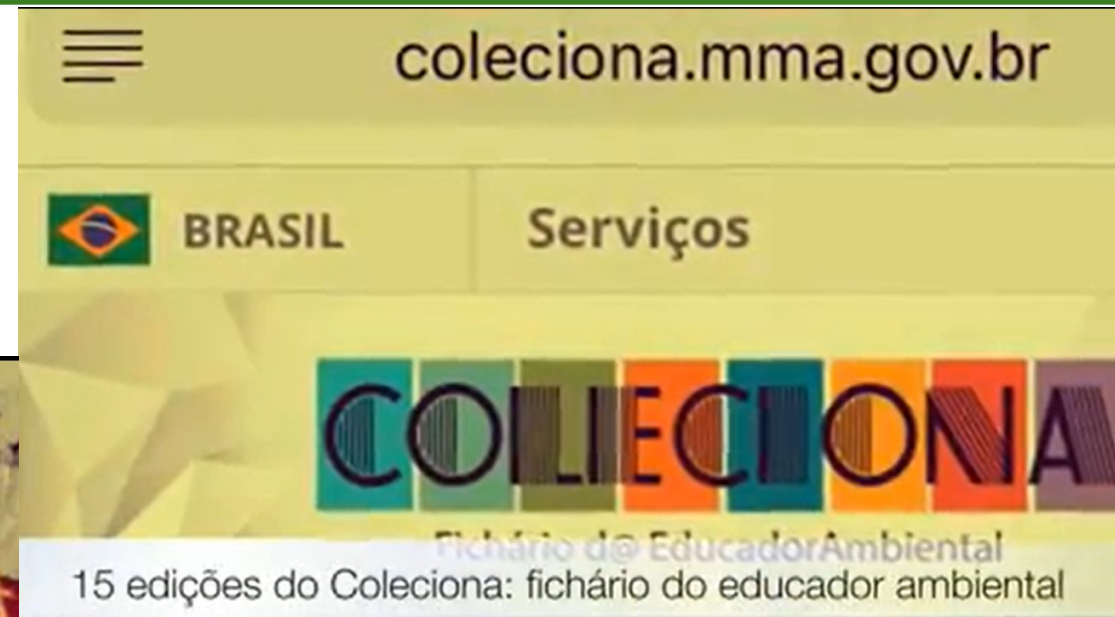 coleciona.mma.gov.br
BRASIL
Serviços
COLECIONA
Fichário d@ EducadorAmbiental
15 edições do Coleciona: fichário do educador ambiental